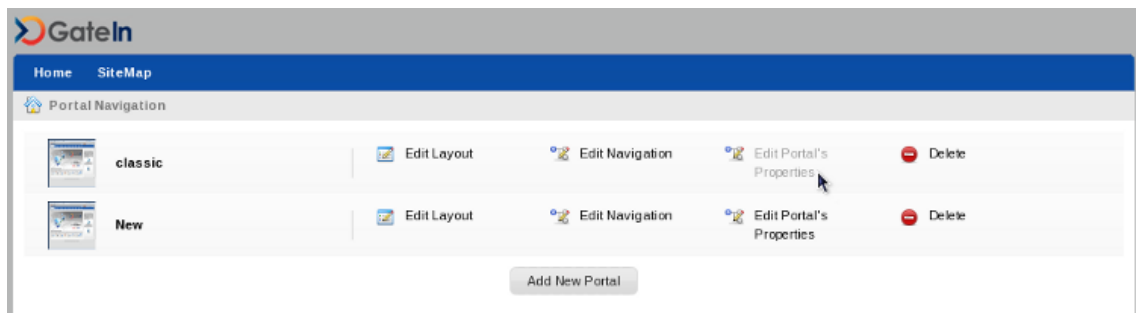 GateIn
Home SiteMap
Portal Navigation
classic Edit Layout Edit Navigation Edit Portal's Properties Delete
New Edit Layout Edit Navigation Edit Portal's Properties Delete
Add New Portal